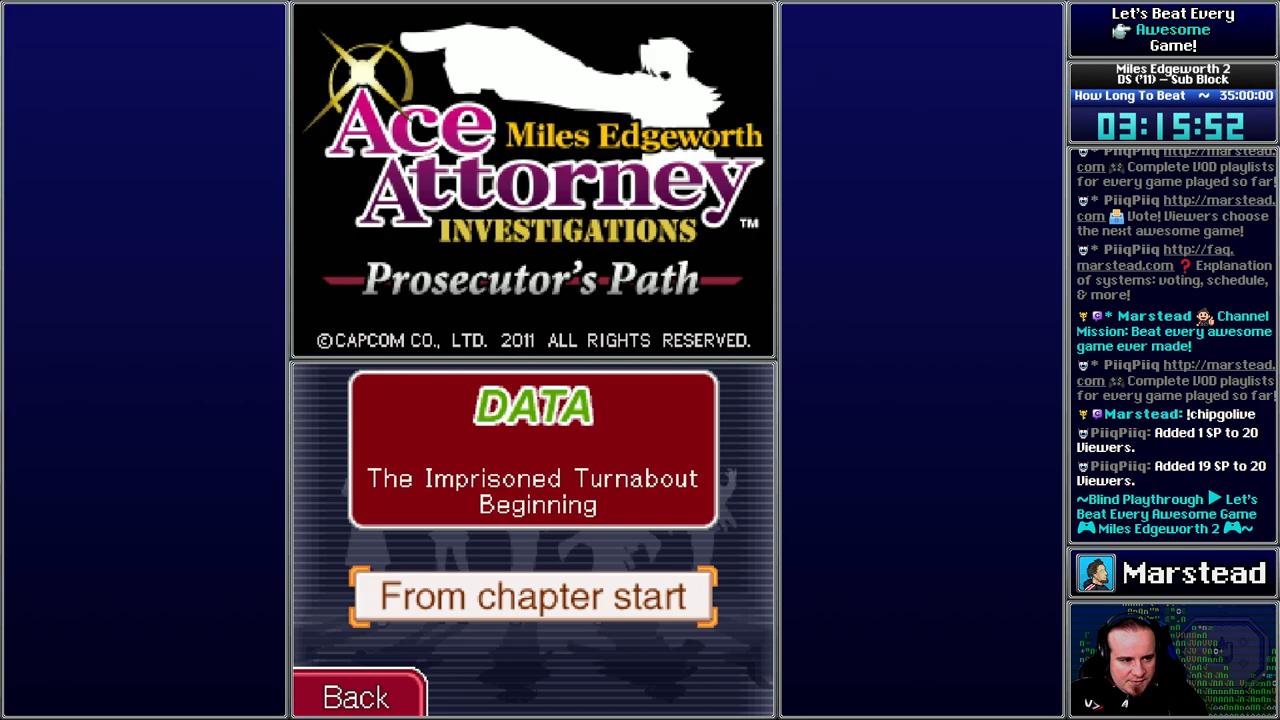 Ace Attorney
Miles Edgeworth
INVESTIGATIONS
Prosecutor's Path
TM
©CAPCOM CO., LTD. 2011 ALL RIGHTS RESERVED.
DATA
The Imprisoned Turnabout
Beginning
From chapter start
Back
Let's Beat Every
Awesome
Game!
Miles Edgeworth 2
DS ('11) - Sub Block
How Long To Beat ~ 35:00:00
03:15:52
* PiiqPiiq http://marstead.
com Complete VOD playlists
for every game played so far!
* PiiqPiiq http://marstead.
com Vote! Viewers choose
the next awesome game!
* PiiqPiiq http://faq.
marstead.com ? Explanation
of systems: voting, schedule,
& more!
* Marstead Channel
Mission: Beat every awesome
game ever made!
* PiiqPiiq http://marstead.
com Complete VOD playlists
for every game played so far!
Marstead: !chipgolive
PiiqPiiq: Added 1 SP to 20
Viewers.
PiiqPiiq: Added 19 SP to 20
Viewers.
~Blind Playthrough ▶ Let's
Beat Every Awesome Game
Miles Edgeworth 2 ~
Marstead